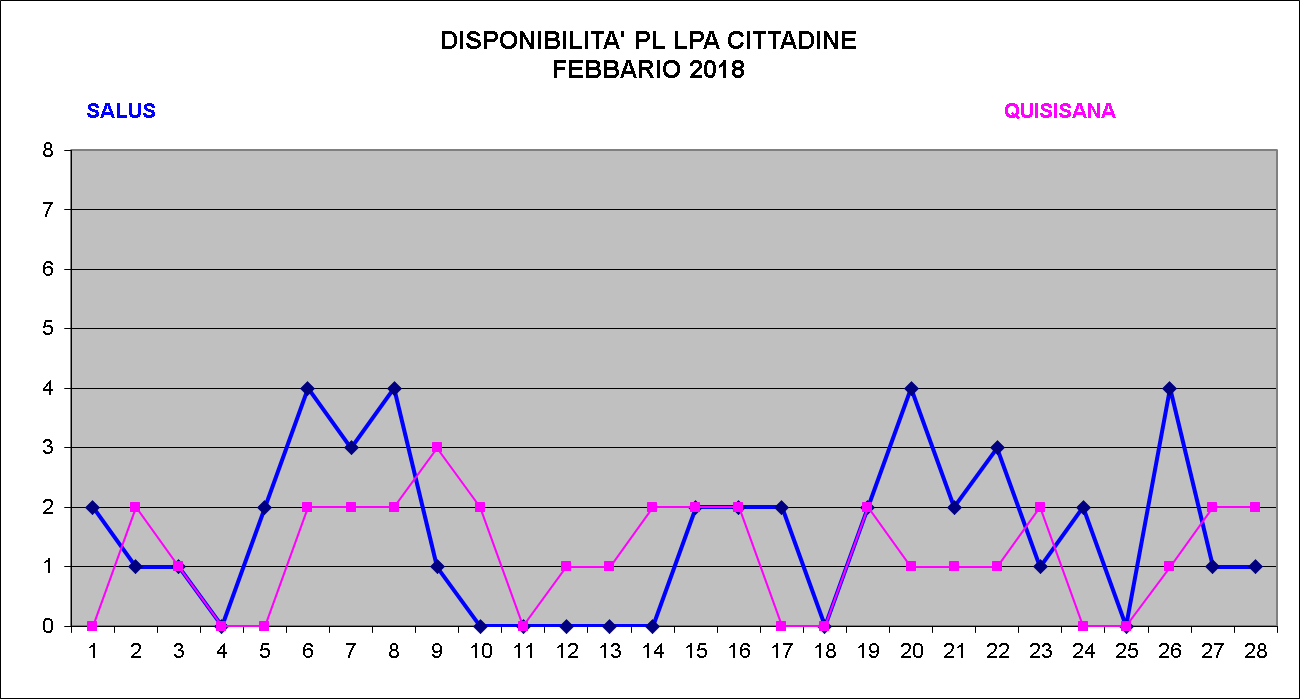 DISPONIBILITA' PL LPA CITTADINE
FEBBARIO 2018
SALUS QUISISANA
8
7
6
5
4
3
2
1
0
1 2 3 4 5 6 7 8 9 10 11 12 13 14 15 16 17 18 19 20 21 22 23 24 25 26 27 28